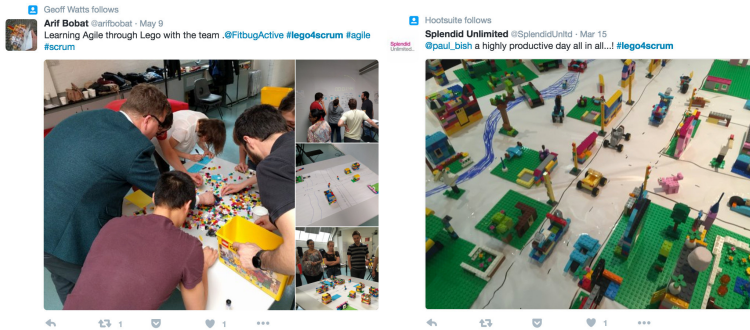 Geoff Watts follows
Arif Bobat @arifbobat · May 9
Learning Agile through Lego with the team .@FitbugActive #lego4scrum #agile
#scrum
1
1
Hootsuite follows
Splendid
Unlimited..
Splendid Unlimited @SplendidUnltd · Mar 15
@paul_bish a highly productive day all in all...! #lego4scrum
1